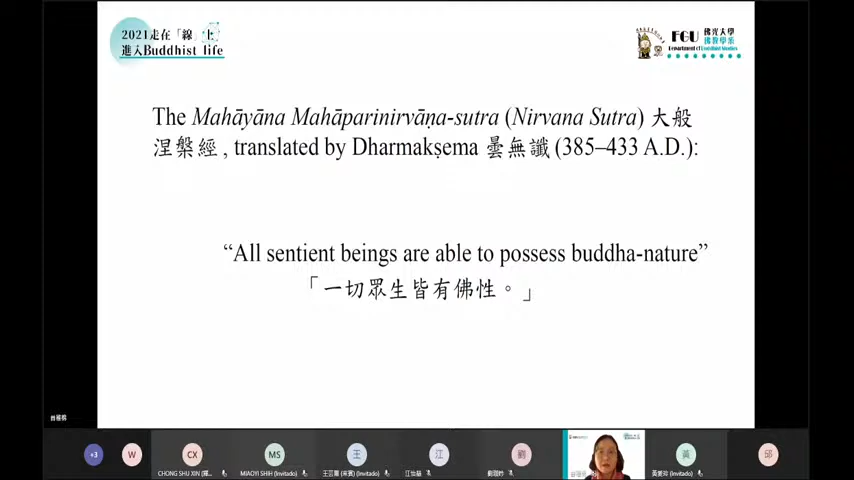 2021走在「線」上
進入Buddhist life
FGU 佛光大學
佛教學系
Department of Buddhist Studies
The Mahāyāna Mahāparinirvāṇa-sutra (Nirvana Sutra) 大般
涅槃經 , translated by Dharmakṣema 曇無讖 (385–433 A.D.):
“All sentient beings are able to possess buddha-nature”
「一切眾生皆有佛性。」
+3
W
CX
MS
王
江
劉
黃
邱
CHONG SHU XIN
MIAOYI SHIH (Invitado)
(Invitado)
(Invitado)